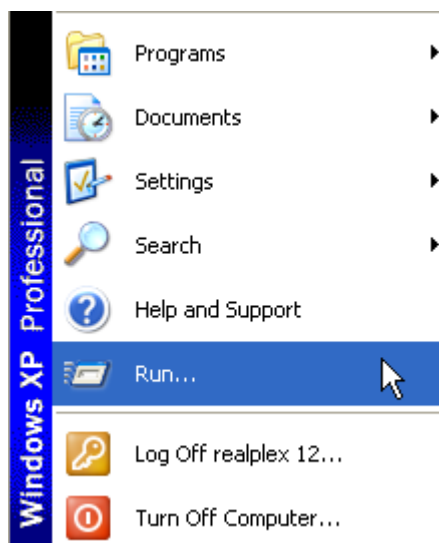 Windows XP Professional
Programs
Documents
Settings
Search
Help and Support
Run...
Log Off realplex 12...
Turn Off Computer...